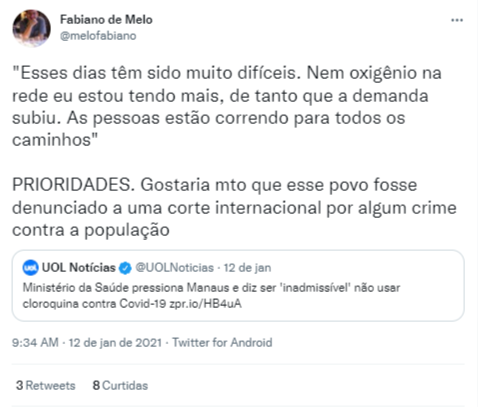 Fabiano de Melo
@melofabiano
"Esses dias têm sido muito difíceis. Nem oxigênio na
rede eu estou tendo mais, de tanto que a demanda
subiu. As pessoas estão correndo para todos os
caminhos"
PRIORIDADES. Gostaria mto que esse povo fosse
denunciado a uma corte internacional por algum crime
contra a população
UOL UOL Notícias @UOLNoticias · 12 de jan
Ministério da Saúde pressiona Manaus e diz ser 'inadmissível' não usar
cloroquina contra Covid-19 zpr.io/HB4uA
9:34 AM · 12 de jan de 2021 · Twitter for Android
3 Retweets 8 Curtidas